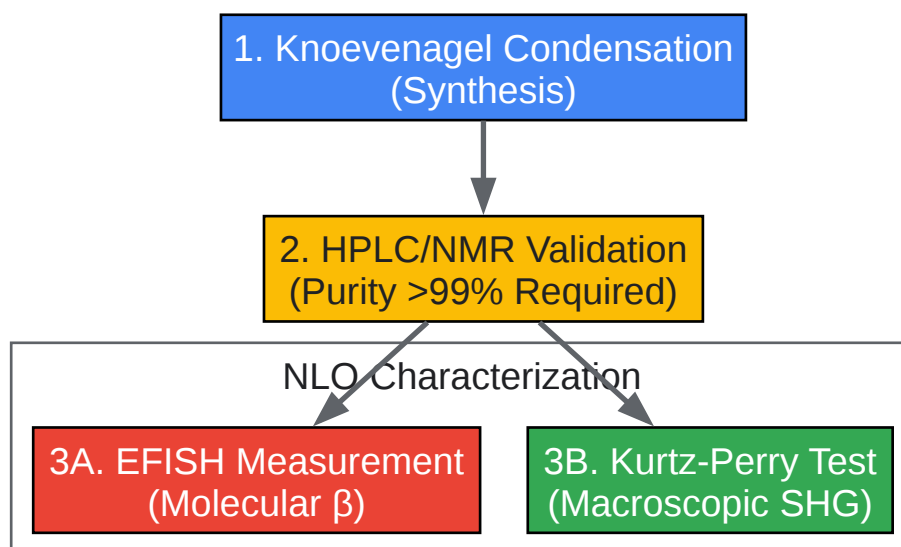 1. Knoevenagel Condensation
(Synthesis)
2. HPLC/NMR Validation
(Purity >99% Required)
NLO Characterization
3A. EFISH Measurement
(Molecular β)
3B. Kurtz-Perry Test
(Macroscopic SHG)